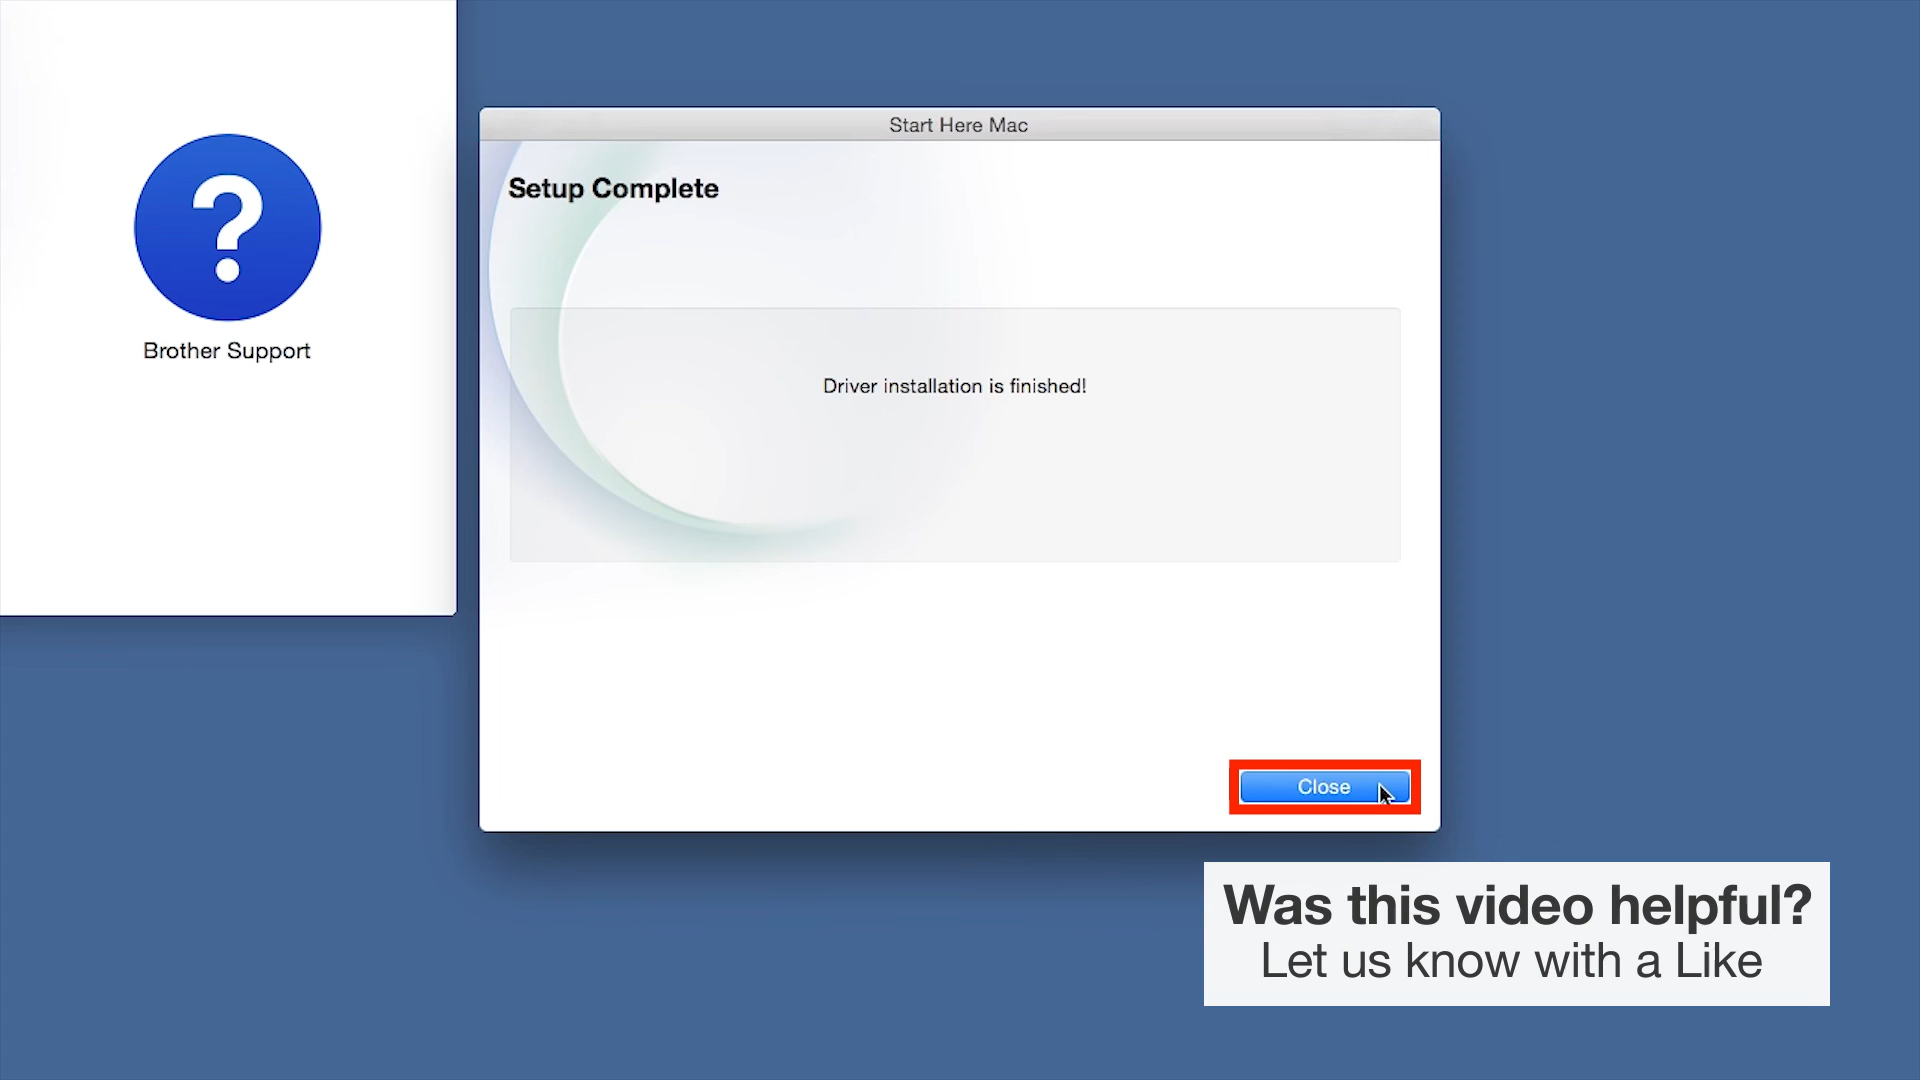 Start Here Mac
Setup Complete
Brother Support
Driver installation is finished!
Close
Was this video helpful?
Let us know with a Like